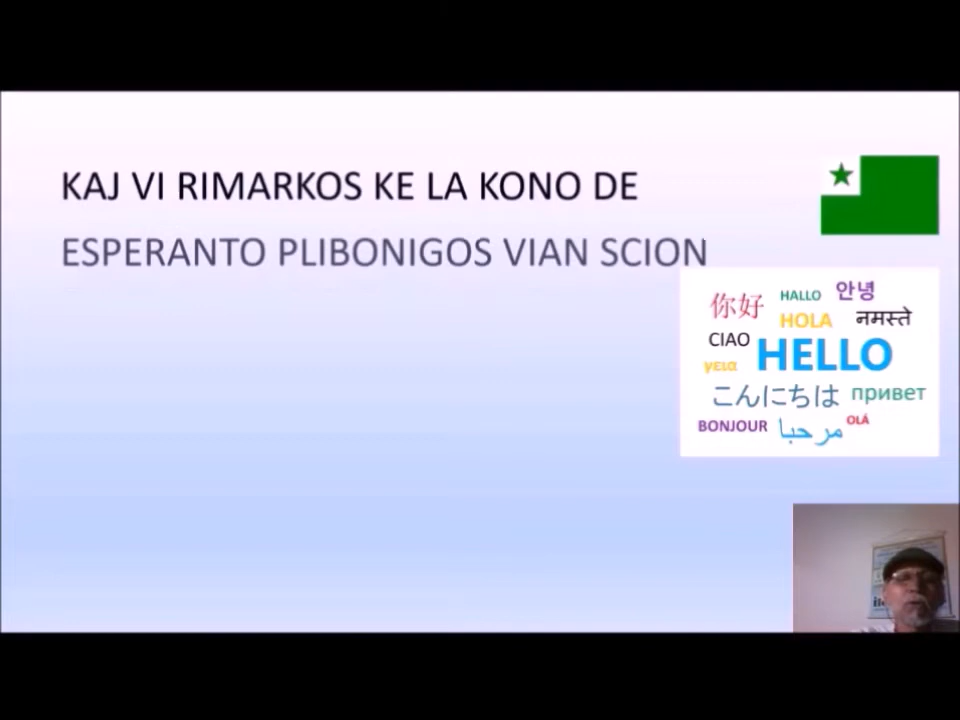 KAJ VI RIMARKOS KE LA KONO DE
ESPERANTO PLIBONIGOS VIAN SCION
你好 HALLO 안녕
HOLA नमस्ते
CIAO
γεια HELLO
こんにちは привет
BONJOUR مرحبا OLÁ